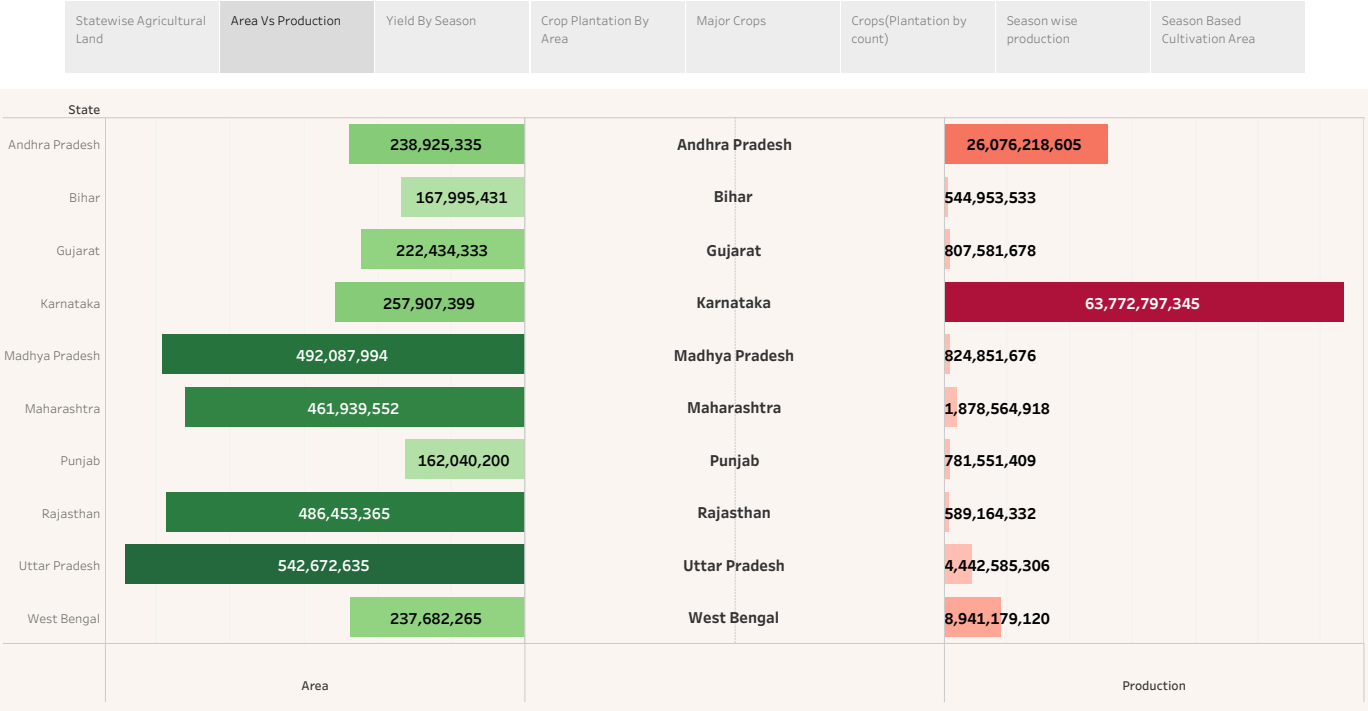 Statewise Agricultural
Land
Area Vs Production
Yield By Season
Crop Plantation By
Area
Major Crops
Crops(Plantation by
count)
Season wise
production
Season Based
Cultivation Area
State
Andhra Pradesh 238,925,335 Andhra Pradesh 26,076,218,605
Bihar 167,995,431 Bihar 544,953,533
Gujarat 222,434,333 Gujarat 807,581,678
Karnataka 257,907,399 Karnataka 63,772,797,345
Madhya Pradesh 492,087,994 Madhya Pradesh 824,851,676
Maharashtra 461,939,552 Maharashtra 1,878,564,918
Punjab 162,040,200 Punjab 781,551,409
Rajasthan 486,453,365 Rajasthan 589,164,332
Uttar Pradesh 542,672,635 Uttar Pradesh 4,442,585,306
West Bengal 237,682,265 West Bengal 8,941,179,120
Area Production